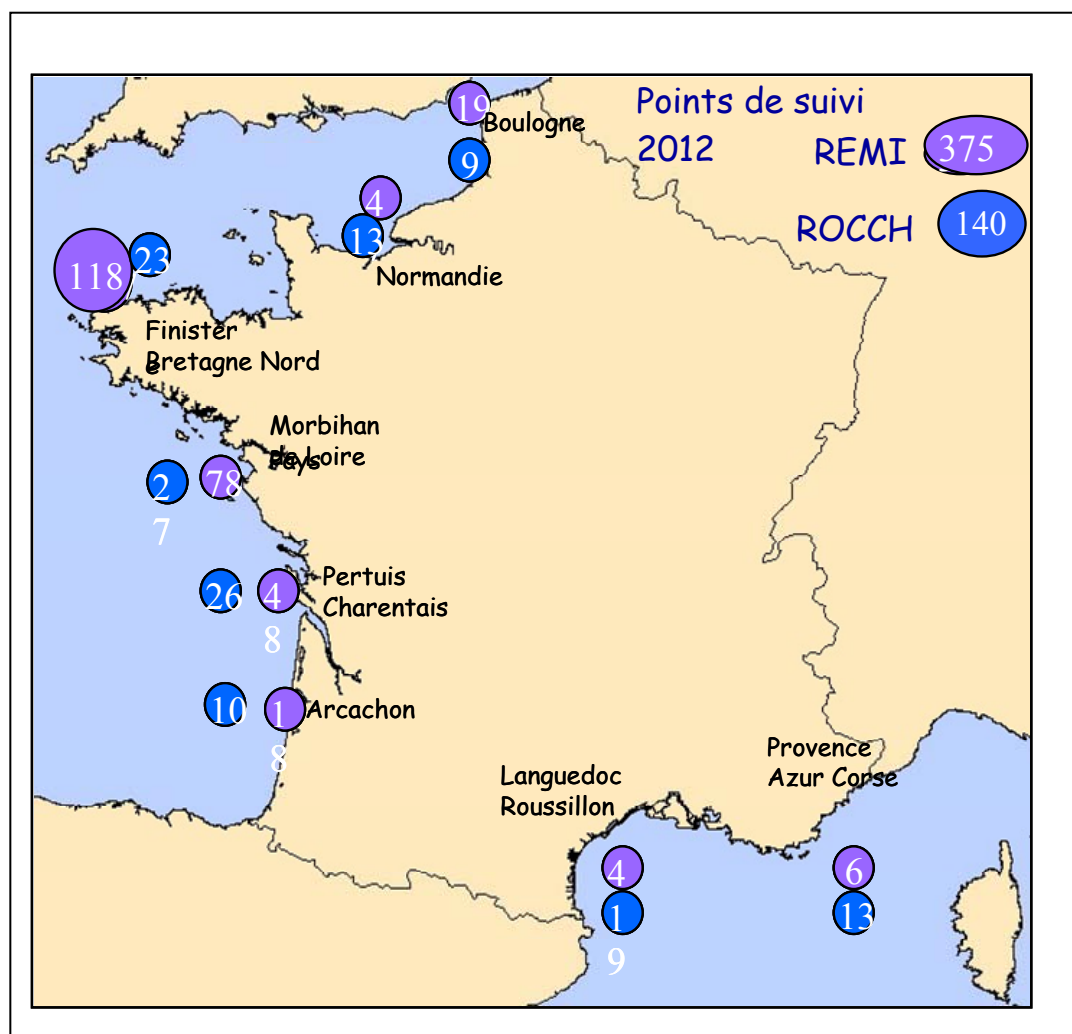 Points de suivi
2012
REMI 375
ROCCH 140
19
Boulogne
9
4
13
Normandie
118
23
Finister
e
Bretagne Nord
Morbihan
Pays
de Loire
78
2
7
26
4
8
Pertuis
Charentais
10
1
8
Arcachon
Languedoc
Roussillon
Provence
Azur Corse
4
1
9
6
13